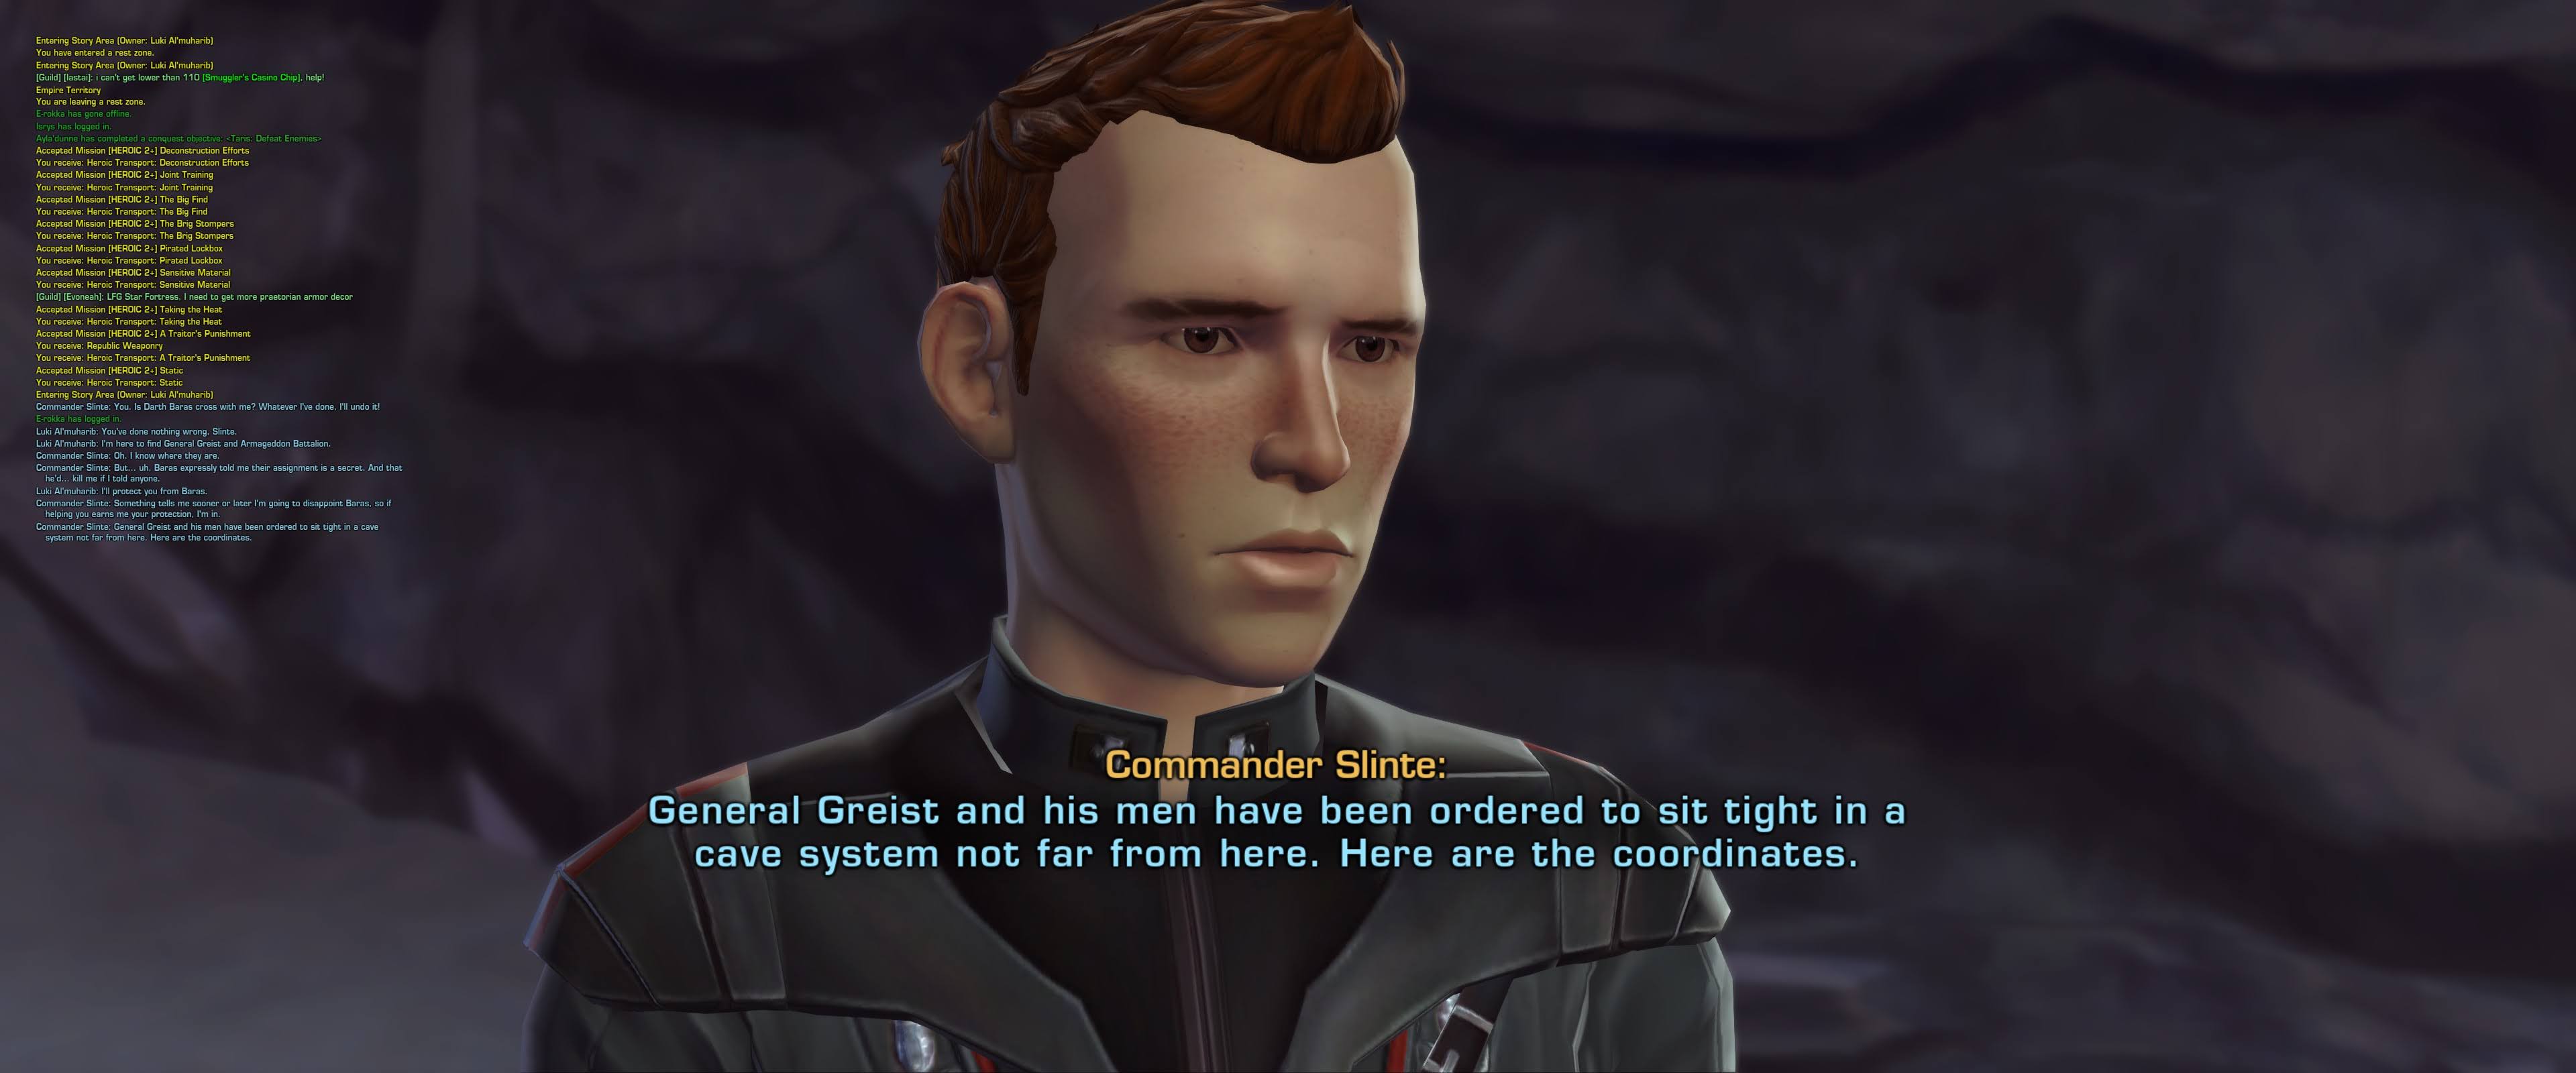 Entering Story Area (Owner: Luki Al'muharib)
You have entered a rest zone.
Entering Story Area (Owner: Luki Al'muharib)
[Guild] [Iastai]: i can't get lower than 110 [Smuggler's Casino Chip], help!
Empire Territory
You are leaving a rest zone.
E-rokka has gone offline.
Isrys has logged in.
Ayla'dunne has completed a conquest objective: <Taris: Defeat Enemies>
Accepted Mission [HEROIC 2+] Deconstruction Efforts
You receive: Heroic Transport: Deconstruction Efforts
Accepted Mission [HEROIC 2+] Joint Training
You receive: Heroic Transport: Joint Training
Accepted Mission [HEROIC 2+] The Big Find
You receive: Heroic Transport: The Big Find
Accepted Mission [HEROIC 2+] The Brig Stompers
You receive: Heroic Transport: The Brig Stompers
Accepted Mission [HEROIC 2+] Pirated Lockbox
You receive: Heroic Transport: Pirated Lockbox
Accepted Mission [HEROIC 2+] Sensitive Material
You receive: Heroic Transport: Sensitive Material
[Guild] [Evoneah]: LFG Star Fortress, I need to get more praetorian armor decor
Accepted Mission [HEROIC 2+] Taking the Heat
You receive: Heroic Transport: Taking the Heat
Accepted Mission [HEROIC 2+] A Traitor's Punishment
You receive: Republic Weaponry
You receive: Heroic Transport: A Traitor's Punishment
Accepted Mission [HEROIC 2+] Static
You receive: Heroic Transport: Static
Entering Story Area (Owner: Luki Al'muharib)
Commander Slinte: You. Is Darth Baras cross with me? Whatever I've done, I'll undo it!
E-rokka has logged in.
Luki Al'muharib: You've done nothing wrong, Slinte.
Luki Al'muharib: I'm here to find General Greist and Armageddon Battalion.
Commander Slinte: Oh, I know where they are.
Commander Slinte: But... uh, Baras expressly told me their assignment is a secret. And that
he'd... kill me if I told anyone.
Luki Al'muharib: I'll protect you from Baras.
Commander Slinte: Something tells me sooner or later I'm going to disappoint Baras, so if
helping you earns me your protection, I'm in.
Commander Slinte: General Greist and his men have been ordered to sit tight in a cave
system not far from here. Here are the coordinates.
Commander Slinte:
General Greist and his men have been ordered to sit tight in a
cave system not far from here. Here are the coordinates.